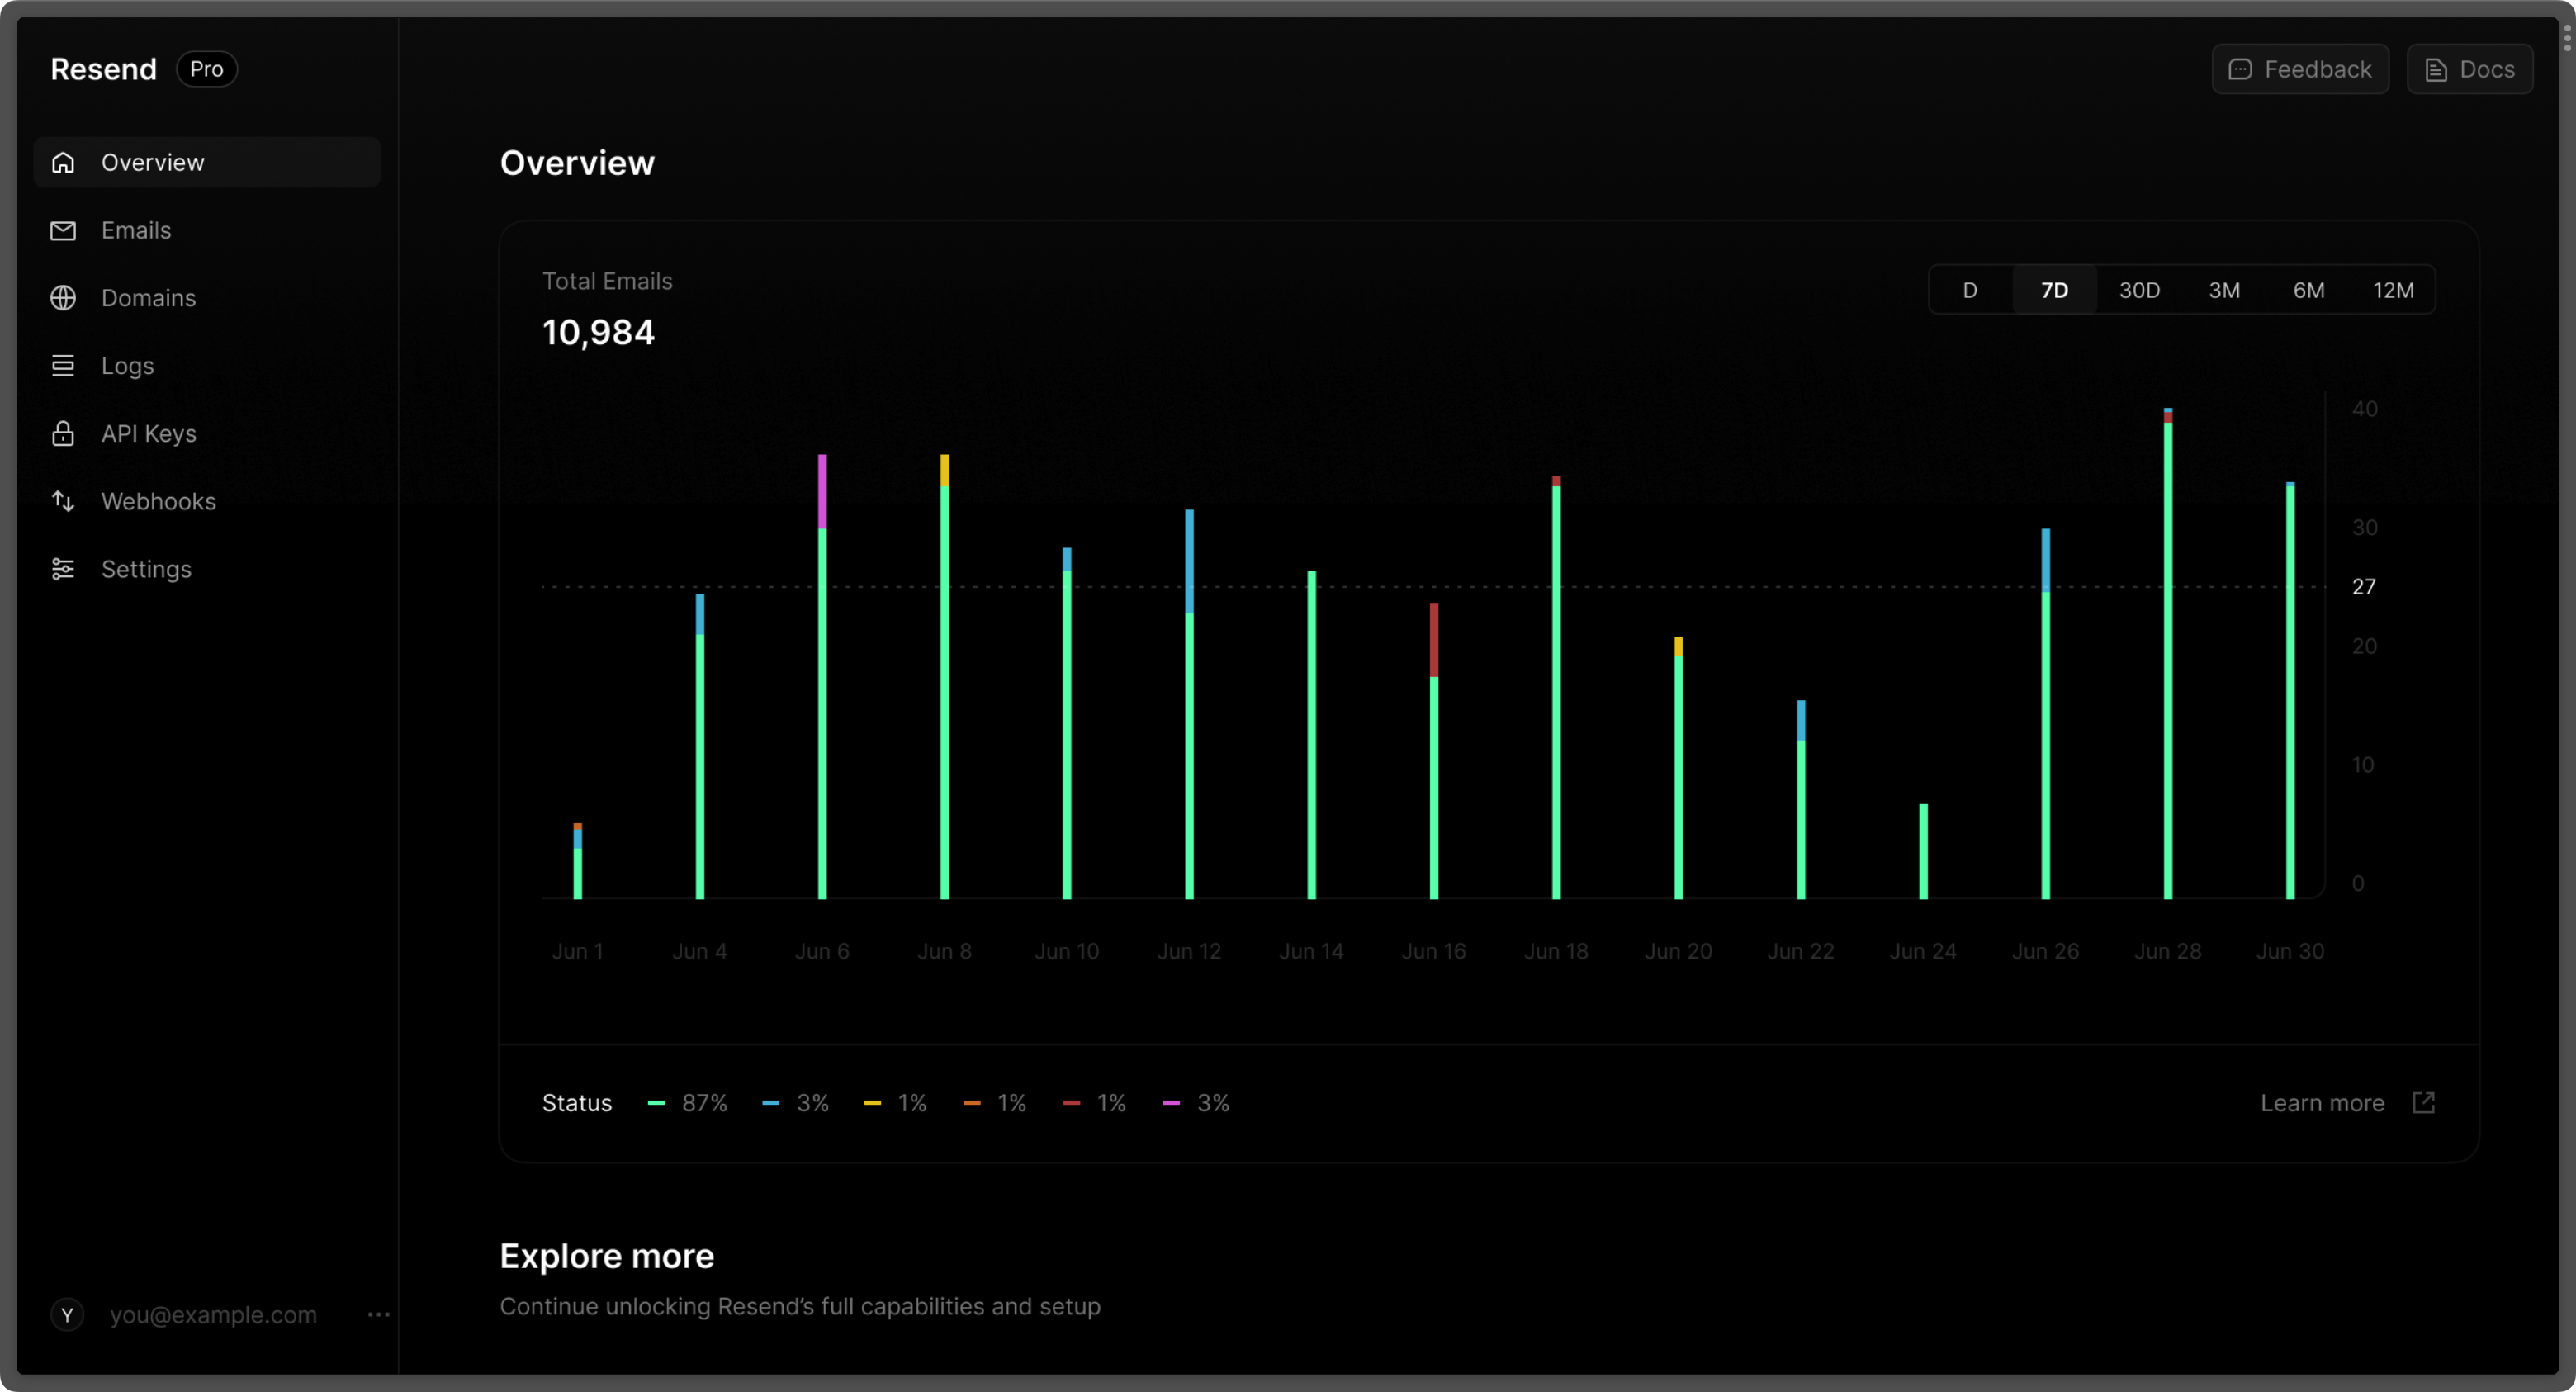 Resend Pro
Feedback Docs
Overview
Emails
Domains
Logs
API Keys
Webhooks
Settings
you@example.com
Y
Overview
Total Emails
10,984
D 7D 30D 3M 6M 12M
40
30
27
20
10
0
Jun 1 Jun 4 Jun 6 Jun 8 Jun 10 Jun 12 Jun 14 Jun 16 Jun 18 Jun 20 Jun 22 Jun 24 Jun 26 Jun 28 Jun 30
Status 87% 3% 1% 1% 1% 3% Learn more
Explore more
Continue unlocking Resend’s full capabilities and setup